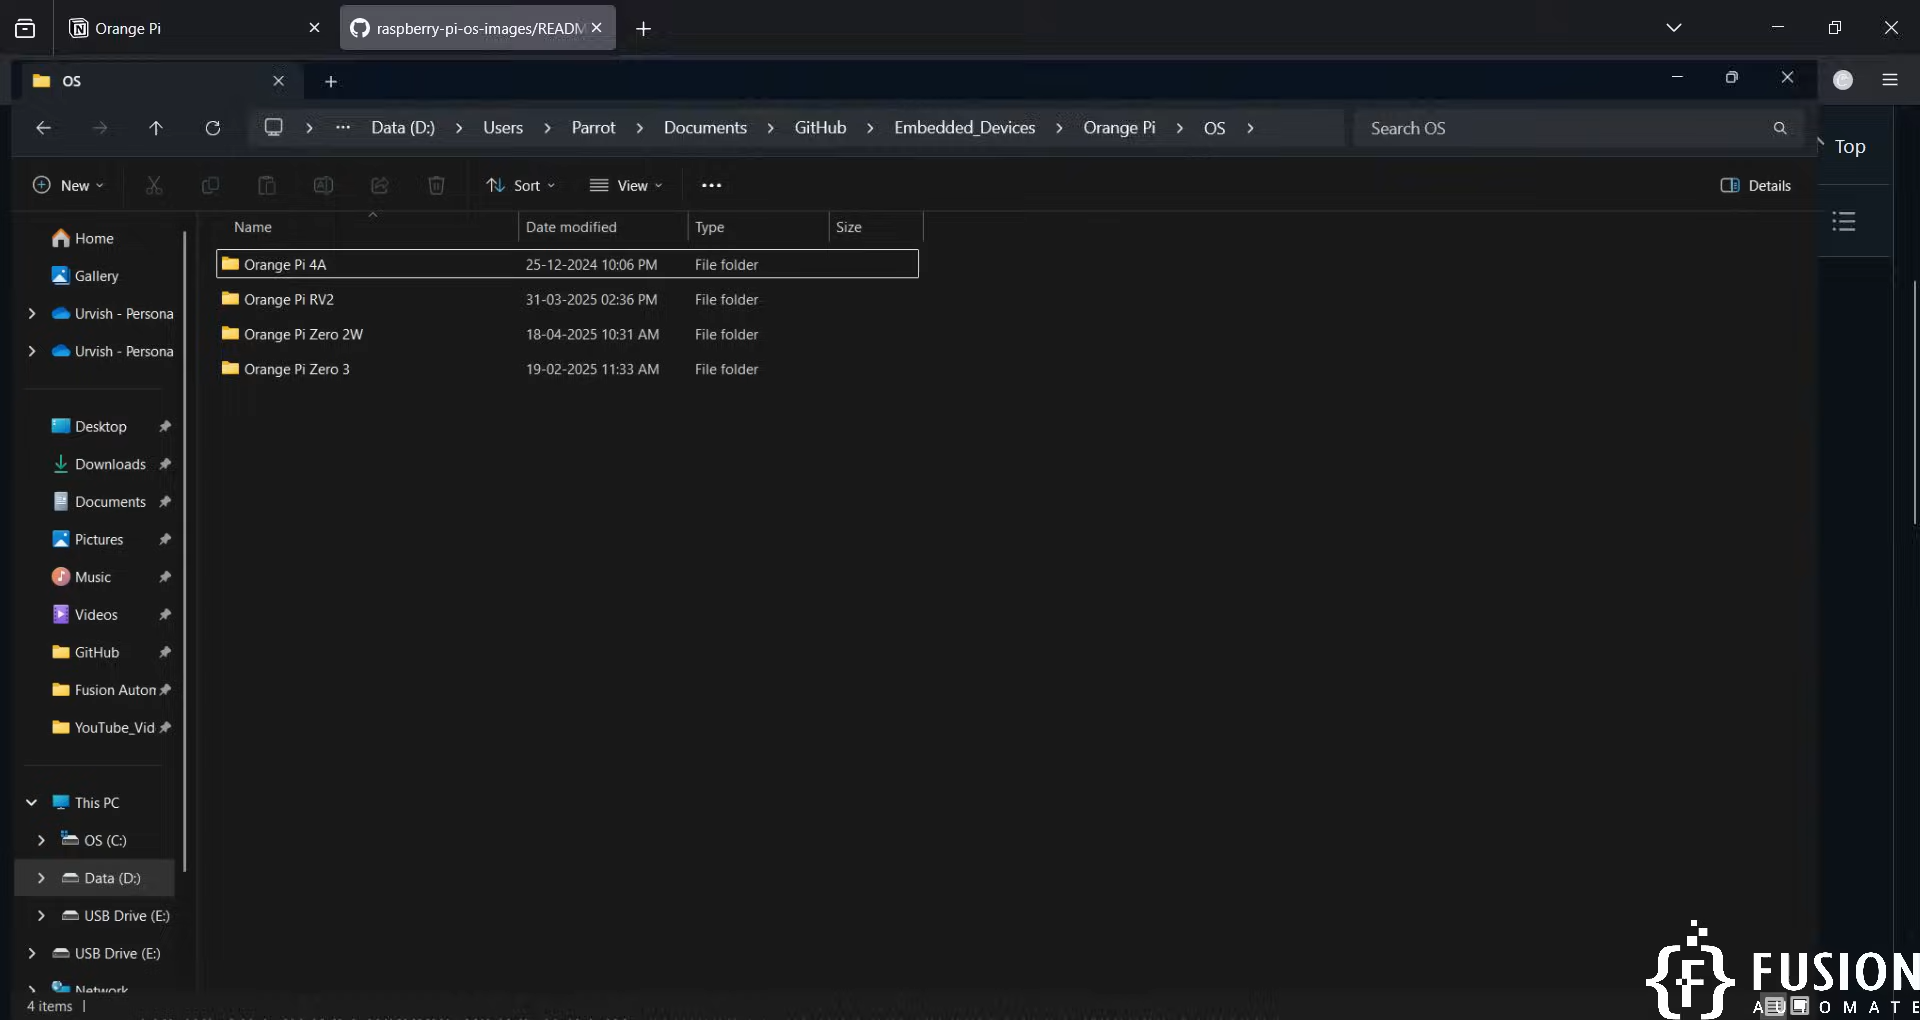 Orange Pi
raspberry-pi-os-images/READM
OS
Data (D:) Users Parrot Documents GitHub Embedded_Devices Orange Pi OS
Search OS
Top
New Sort View ••• Details
Name Date modified Type Size
Orange Pi 4A 25-12-2024 10:06 PM File folder
Orange Pi RV2 31-03-2025 02:36 PM File folder
Orange Pi Zero 2W 18-04-2025 10:31 AM File folder
Orange Pi Zero 3 19-02-2025 11:33 AM File folder
Home
Gallery
Urvish - Persona
Urvish - Persona
Desktop
Downloads
Documents
Pictures
Music
Videos
GitHub
Fusion Autom
YouTube_Vid
This PC
OS (C:)
Data (D:)
USB Drive (E:)
USB Drive (E:)
Network
4 items
FUSION
AUTOMATE